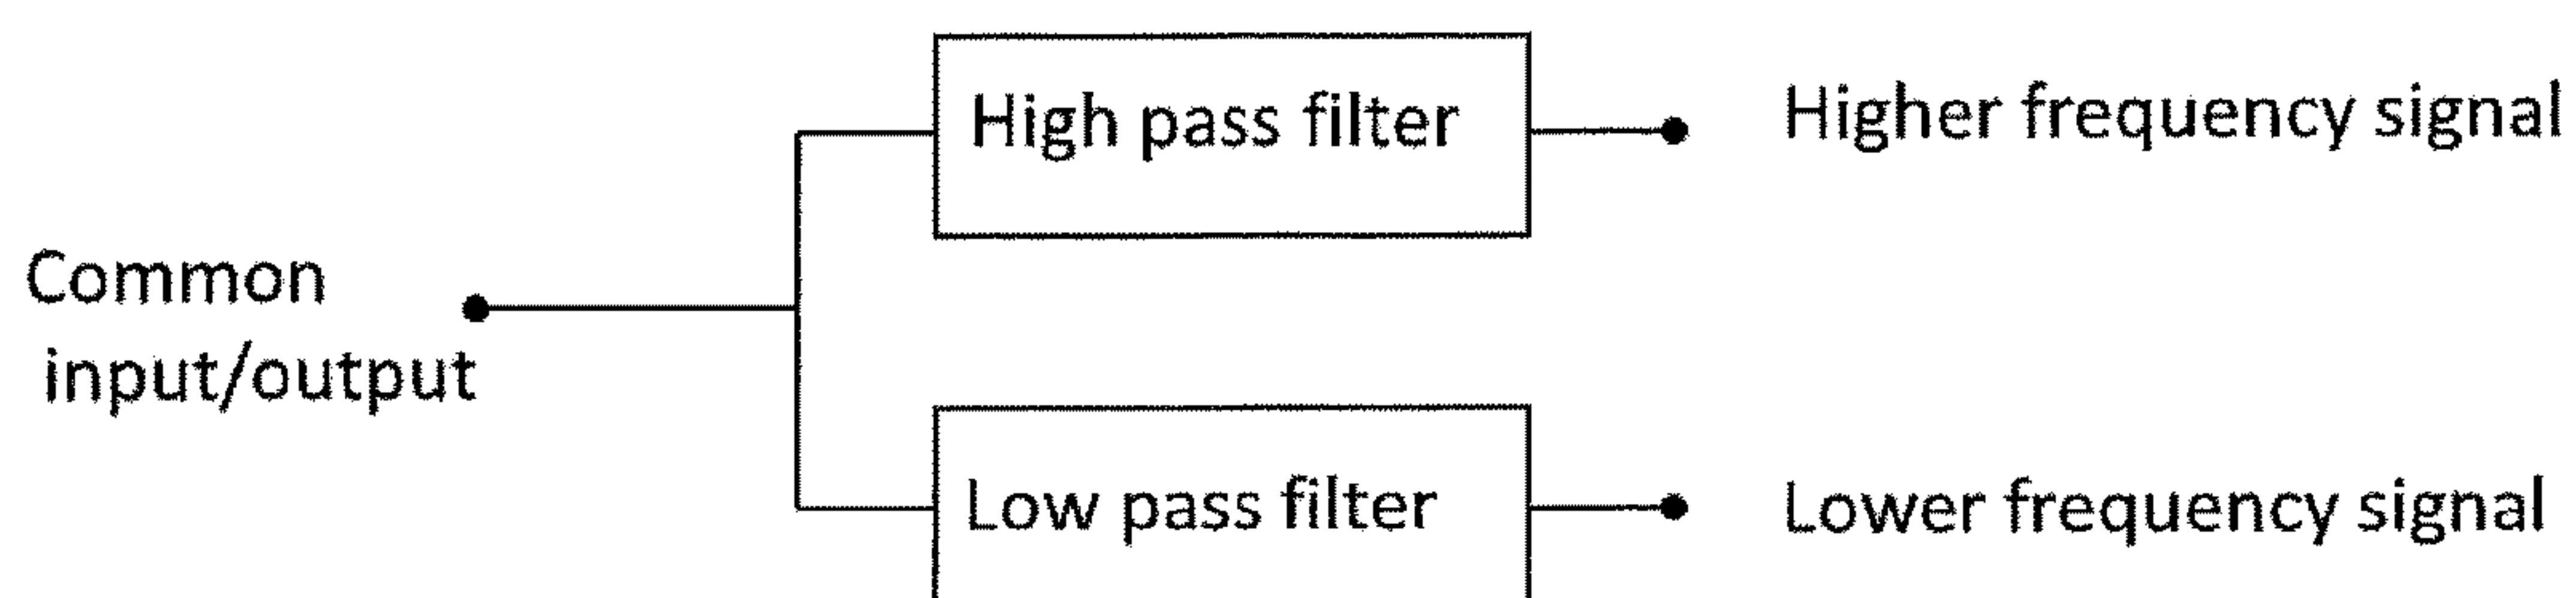 High pass filter
Higher frequency signal
Common
input/output
Low pass filter
Lower frequency signal